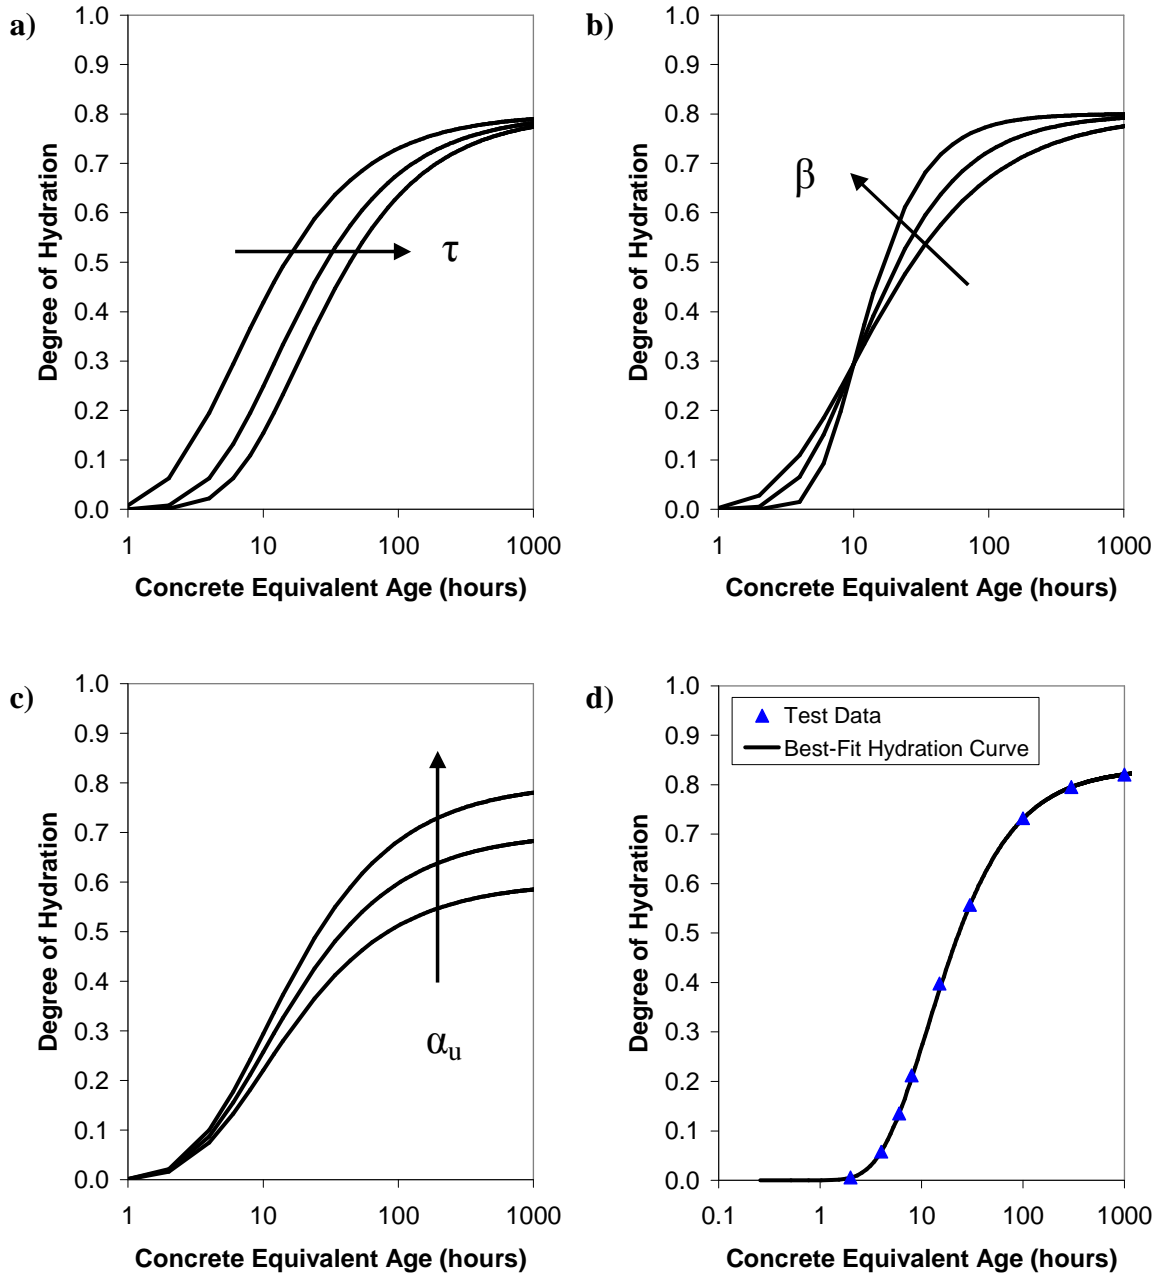 a)
1.0
0.9
0.8
0.7
0.6
0.5
0.4
0.3
0.2
0.1
0.0
Degree of Hydration
τ
1 10 100 1000
Concrete Equivalent Age (hours)
b)
1.0
0.9
0.8
0.7
0.6
0.5
0.4
0.3
0.2
0.1
0.0
Degree of Hydration
β
1 10 100 1000
Concrete Equivalent Age (hours)
c)
1.0
0.9
0.8
0.7
0.6
0.5
0.4
0.3
0.2
0.1
0.0
Degree of Hydration
αu
1 10 100 1000
Concrete Equivalent Age (hours)
d)
1.0
0.9
0.8
0.7
0.6
0.5
0.4
0.3
0.2
0.1
0.0
Degree of Hydration
Test Data
Best-Fit Hydration Curve
0.1 1 10 100 1000
Concrete Equivalent Age (hours)